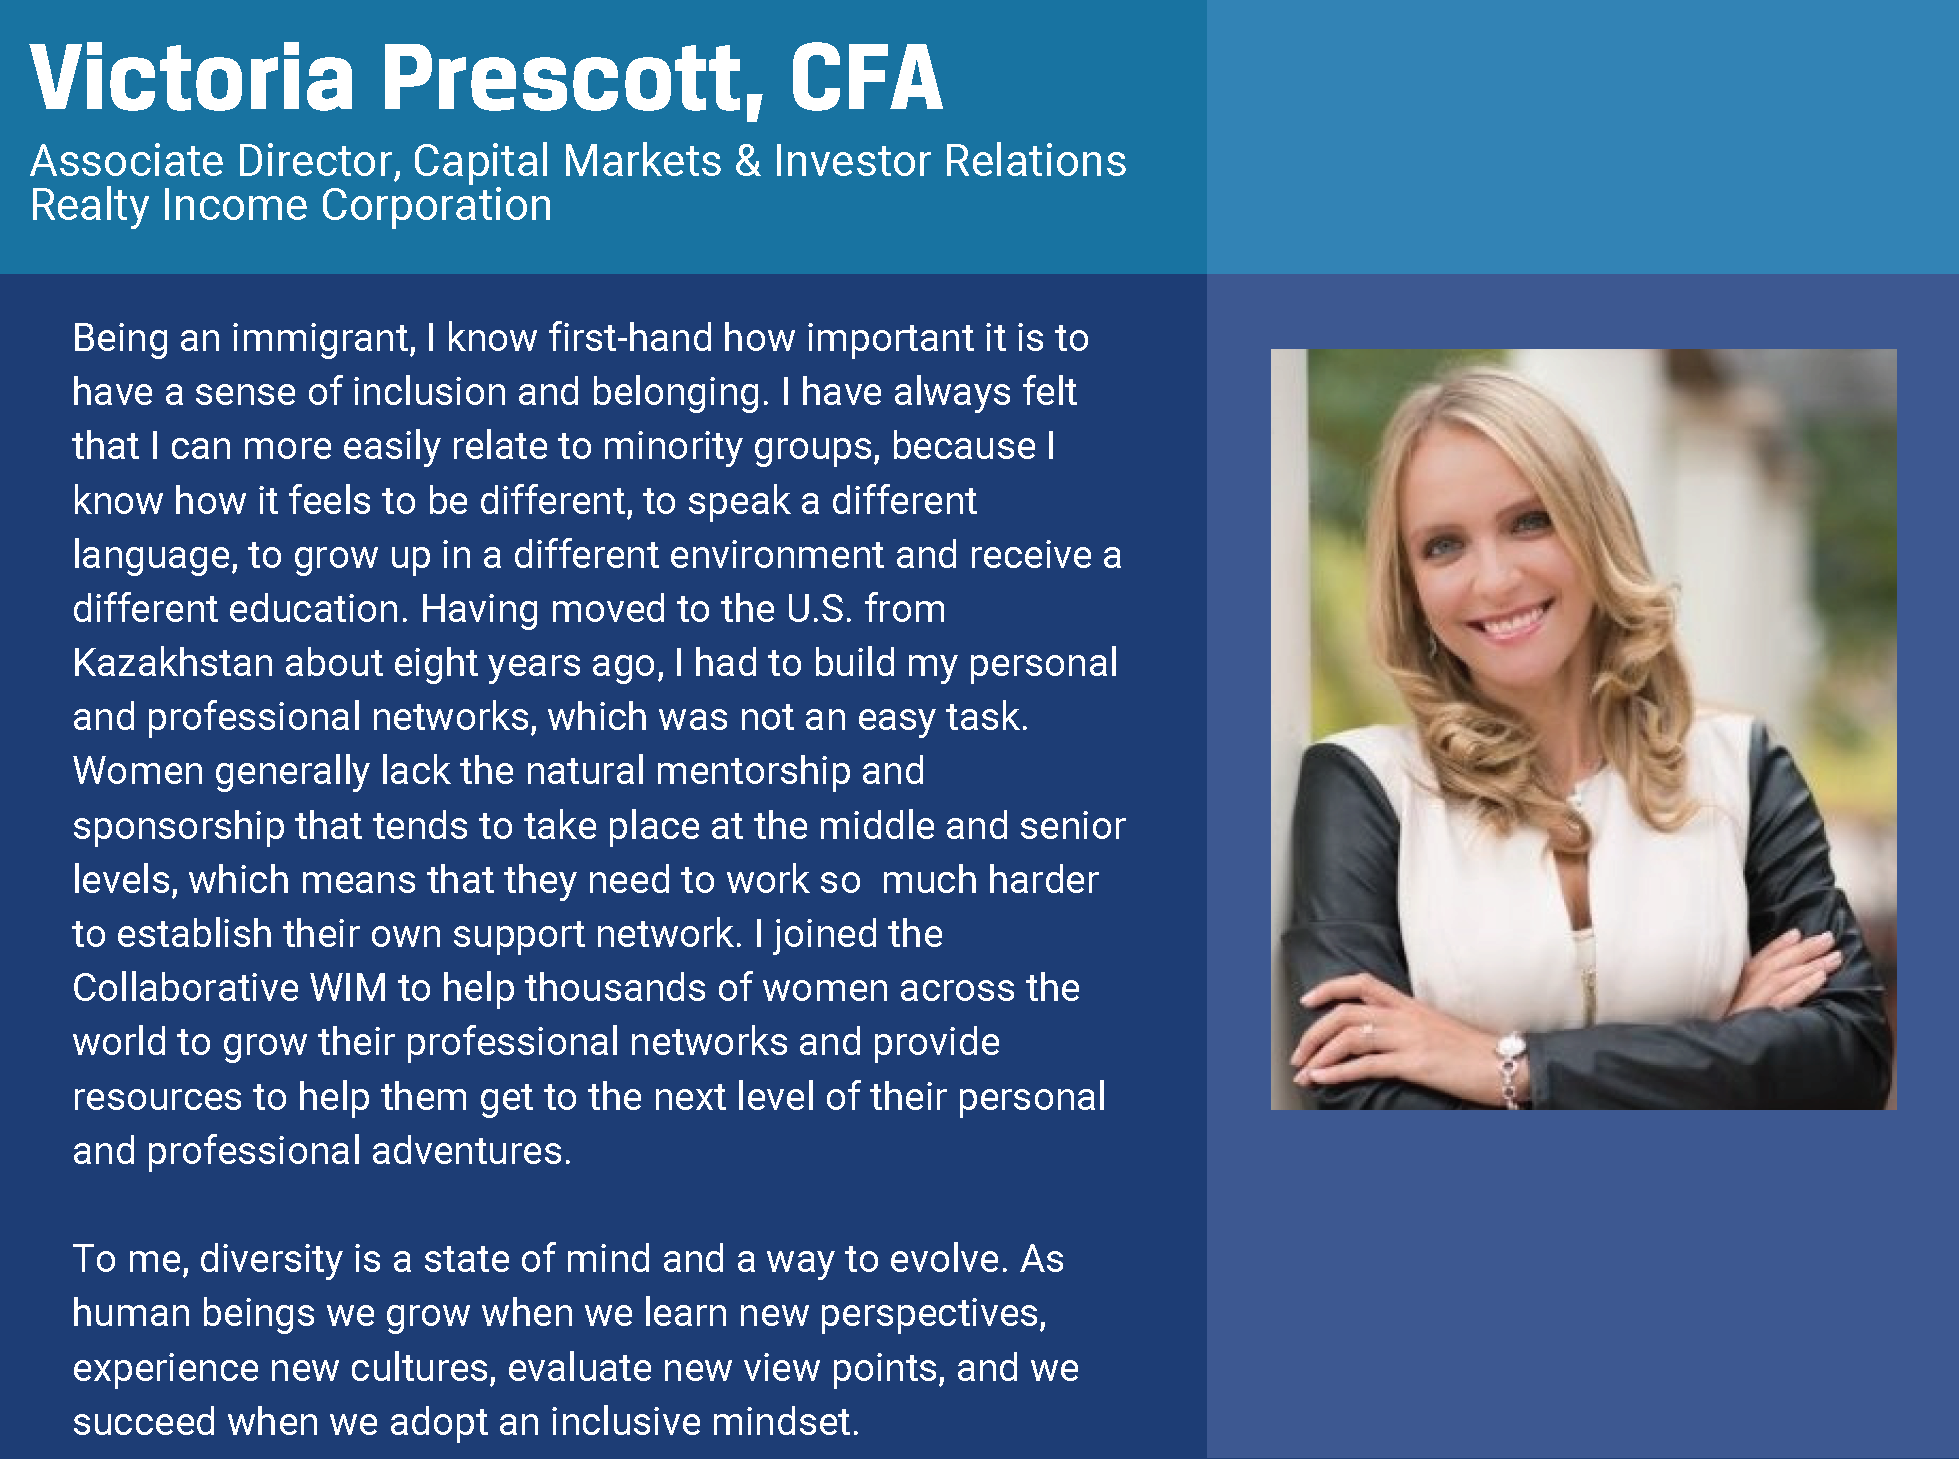 Victoria Prescott, CFA
Associate Director, Capital Markets & Investor Relations
Realty Income Corporation
Being an immigrant, I know first-hand how important it is to
have a sense of inclusion and belonging. I have always felt
that I can more easily relate to minority groups, because I
know how it feels to be different, to speak a different
language, to grow up in a different environment and receive a
different education. Having moved to the U.S. from
Kazakhstan about eight years ago, I had to build my personal
and professional networks, which was not an easy task.
Women generally lack the natural mentorship and
sponsorship that tends to take place at the middle and senior
levels, which means that they need to work so  much harder
to establish their own support network. I joined the
Collaborative WIM to help thousands of women across the
world to grow their professional networks and provide
resources to help them get to the next level of their personal
and professional adventures.
To me, diversity is a state of mind and a way to evolve. As
human beings we grow when we learn new perspectives,
experience new cultures, evaluate new view points, and we
succeed when we adopt an inclusive mindset.